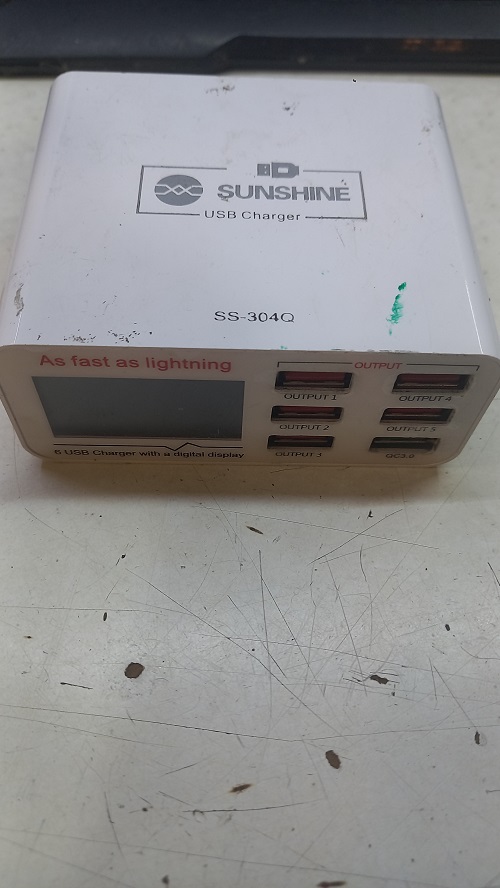 SUNSHINE
USB Charger
SS-304Q
As fast as lightning
OUTPUT
OUTPUT 1
OUTPUT 4
OUTPUT 2
OUTPUT 5
OUTPUT 3
QC3.0
6 USB Charger with a digital display